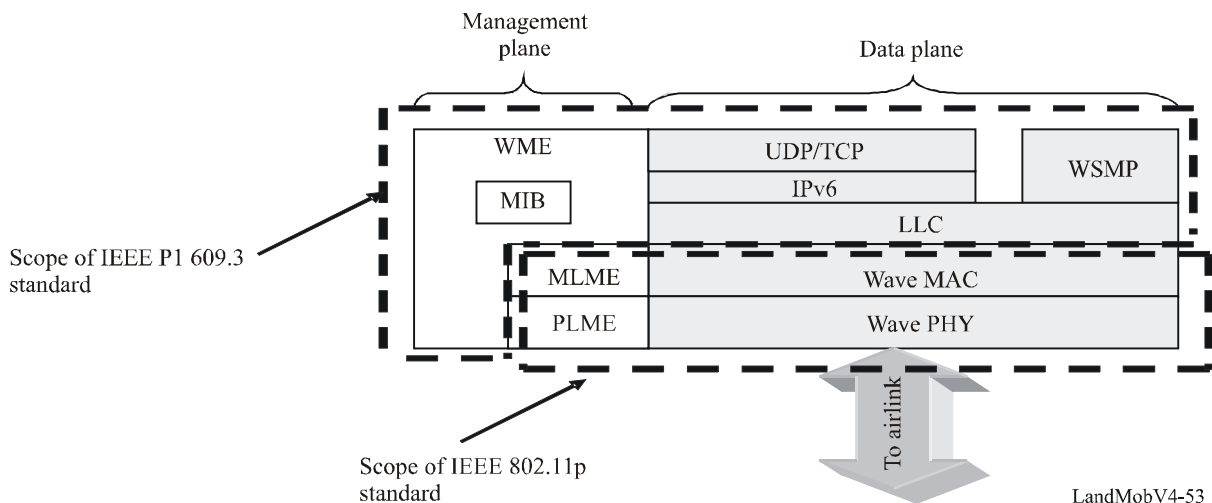 Management
plane
Data plane
WME
UDP/TCP
WSMP
IPv6
MIB
LLC
Scope of IEEE P1 609.3
standard
MLME
Wave MAC
PLME
Wave PHY
To airlink
Scope of IEEE 802.11p
standard
LandMobV4-53